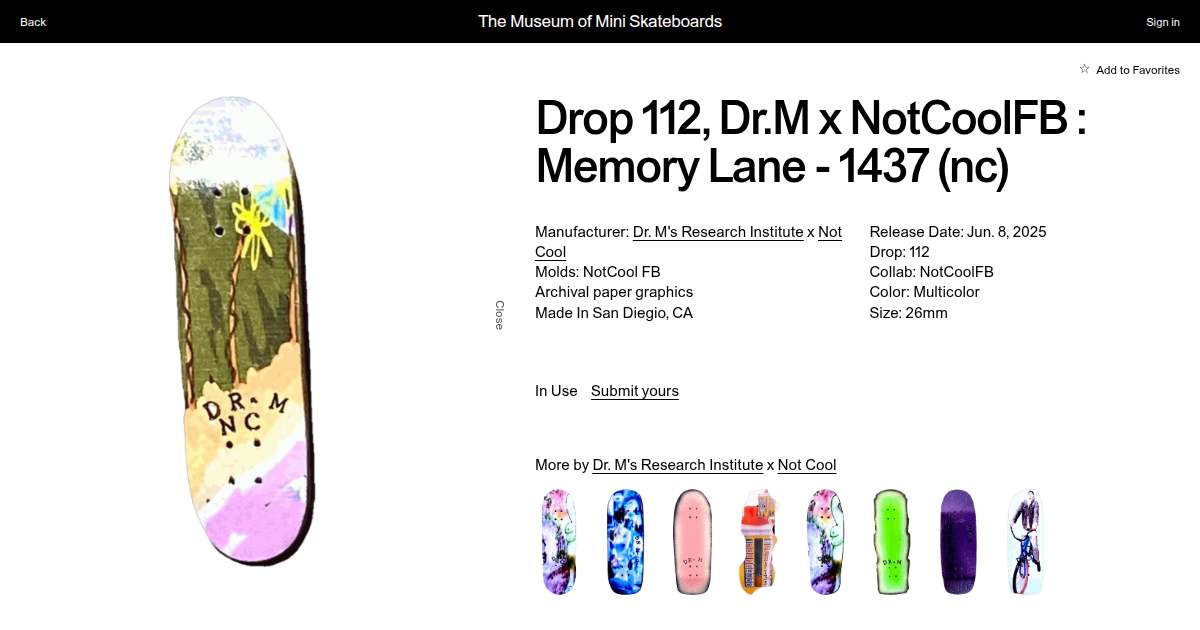 Back
The Museum of Mini Skateboards
Sign in
☆ Add to Favorites
Drop 112, Dr.M x NotCoolFB :
Memory Lane - 1437 (nc)
Manufacturer: Dr. M's Research Institute x Not
Cool
Molds: NotCool FB
Archival paper graphics
Made In San Diegio, CA
Release Date: Jun. 8, 2025
Drop: 112
Collab: NotCoolFB
Color: Multicolor
Size: 26mm
Close
DR. M
NC
In Use Submit yours
More by Dr. M's Research Institute x Not Cool
DR. M
DR. M